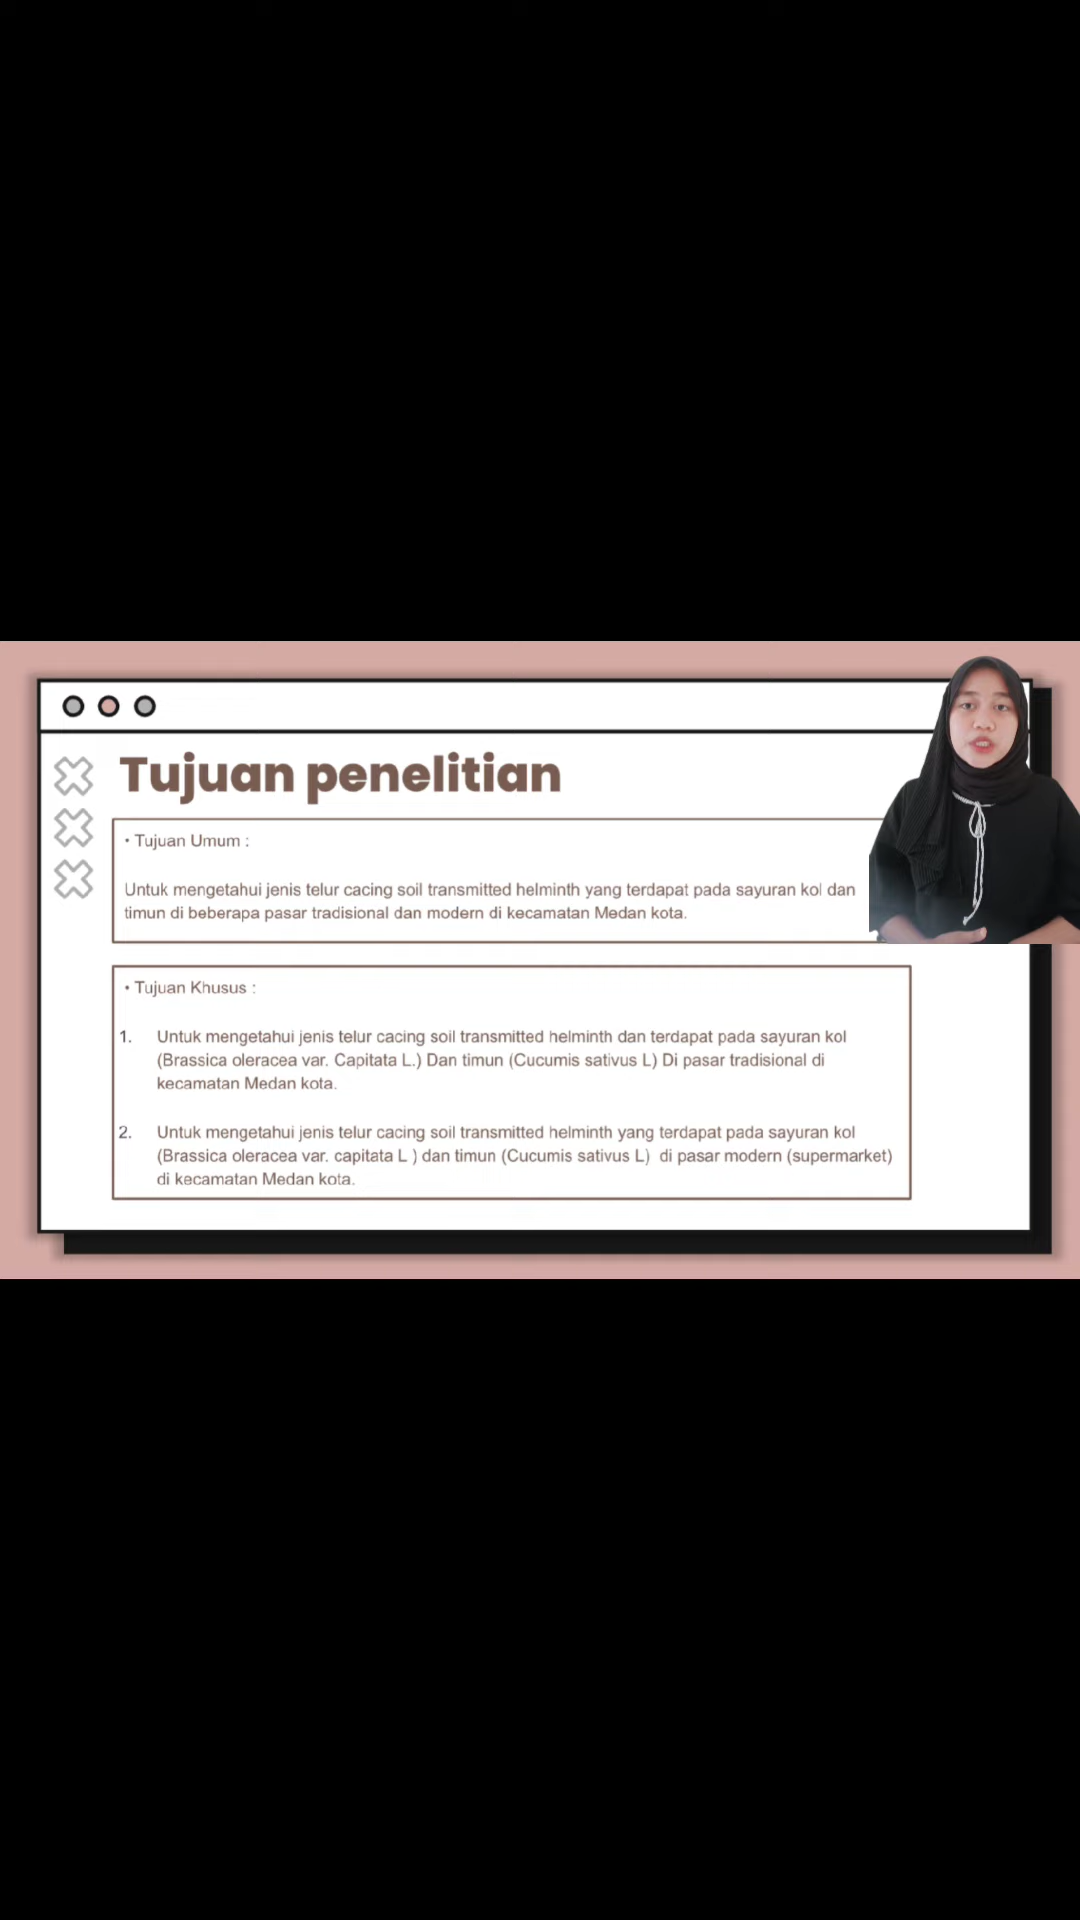 Tujuan penelitian
• Tujuan Umum :
Untuk mengetahui jenis telur cacing soil transmitted helminth yang terdapat pada sayuran kol dan
timun di beberapa pasar tradisional dan modern di kecamatan Medan kota.
• Tujuan Khusus :
1. Untuk mengetahui jenis telur cacing soil transmitted helminth dan terdapat pada sayuran kol
(Brassica oleracea var. Capitata L.) Dan timun (Cucumis sativus L) Di pasar tradisional di
kecamatan Medan kota.
2. Untuk mengetahui jenis telur cacing soil transmitted helminth yang terdapat pada sayuran kol
(Brassica oleracea var. capitata L ) dan timun (Cucumis sativus L)  di pasar modern (supermarket)
di kecamatan Medan kota.